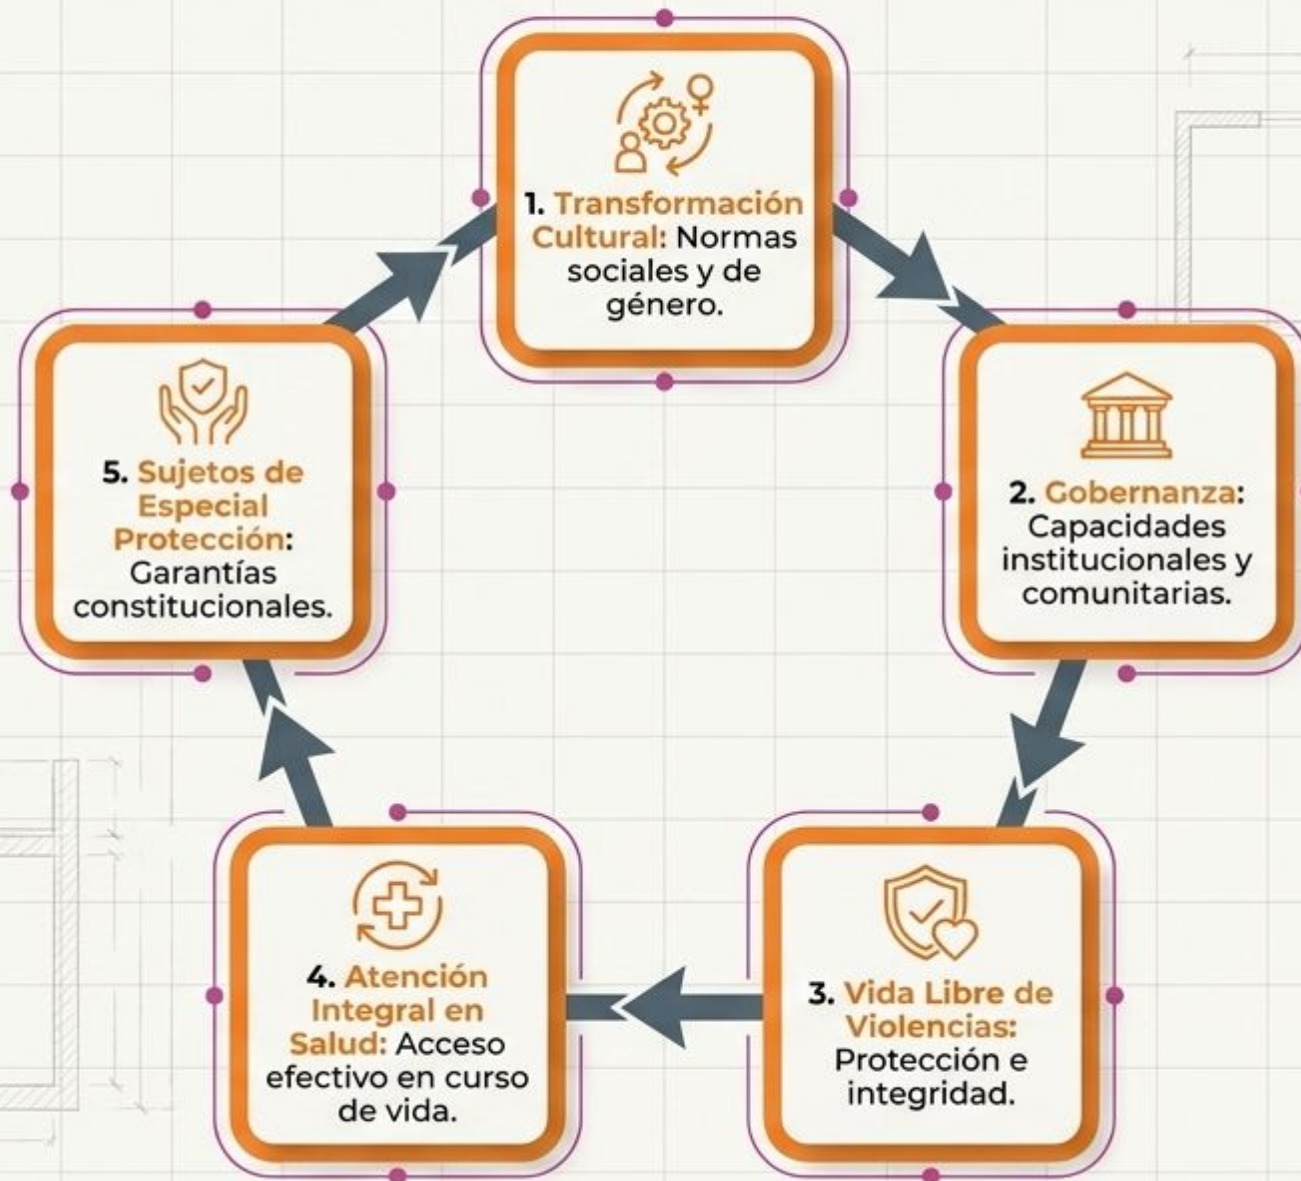 1. Transformación
Cultural: Normas
sociales y de
género.
2. Gobernanza:
Capacidades
institucionales y
comunitarias.
3. Vida Libre de
Violencias:
Protección e
integridad.
4. Atención
Integral en
Salud: Acceso
efectivo en curso
de vida.
5. Sujetos de
Especial
Protección:
Garantías
constitucionales.